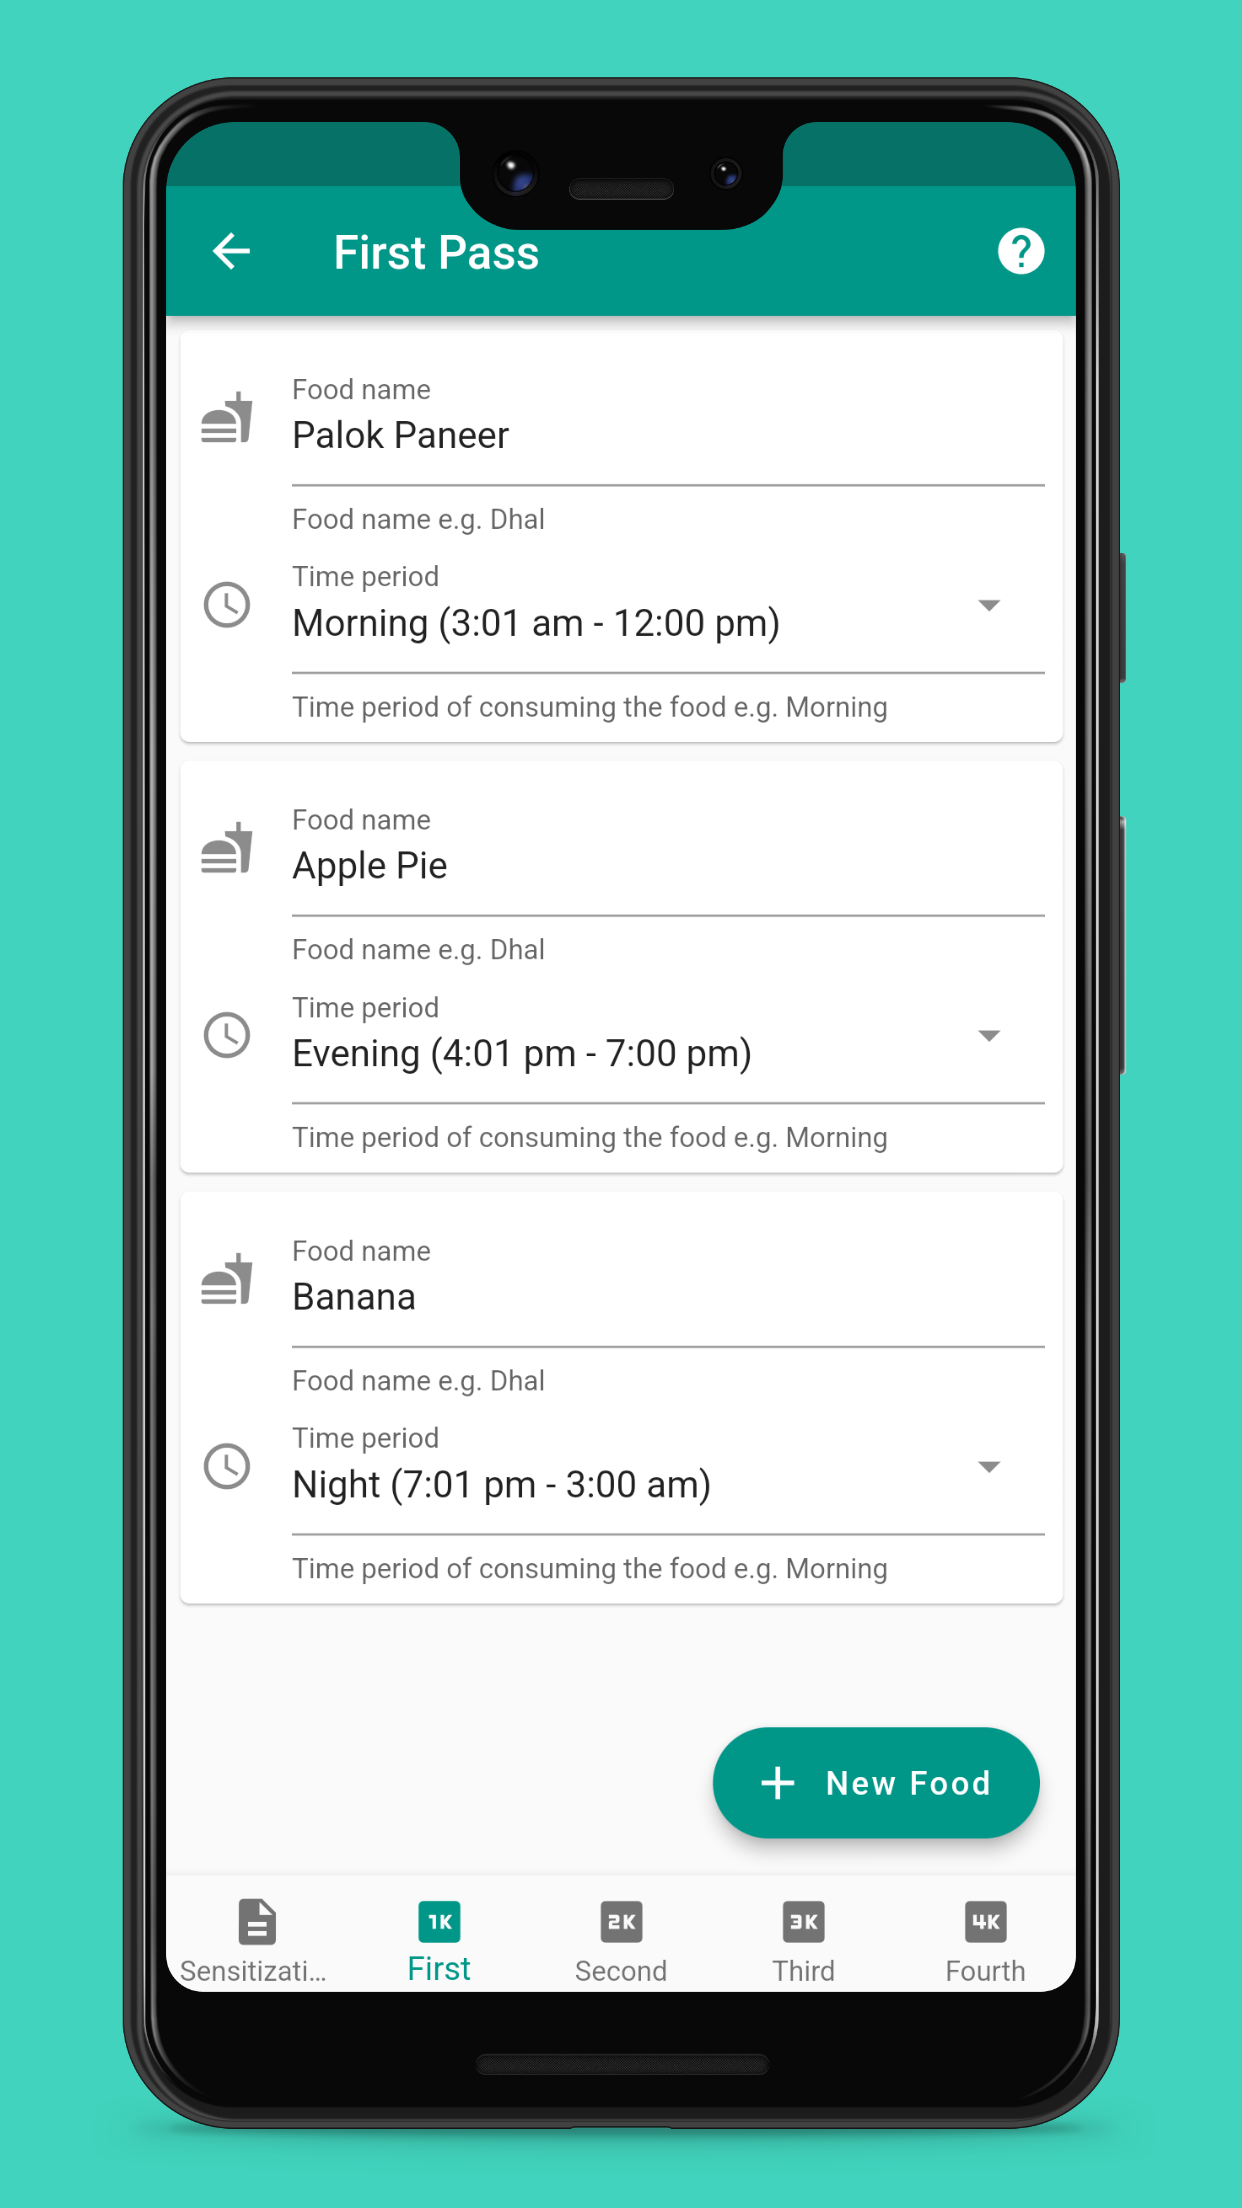 First Pass
?
Food name
Palok Paneer
Food name e.g. Dhal
Time period
Morning (3:01 am - 12:00 pm)
Time period of consuming the food e.g. Morning
Food name
Apple Pie
Food name e.g. Dhal
Time period
Evening (4:01 pm - 7:00 pm)
Time period of consuming the food e.g. Morning
Food name
Banana
Food name e.g. Dhal
Time period
Night (7:01 pm - 3:00 am)
Time period of consuming the food e.g. Morning
+ New Food
1K 2K 3K 4K
Sensitizati... First Second Third Fourth